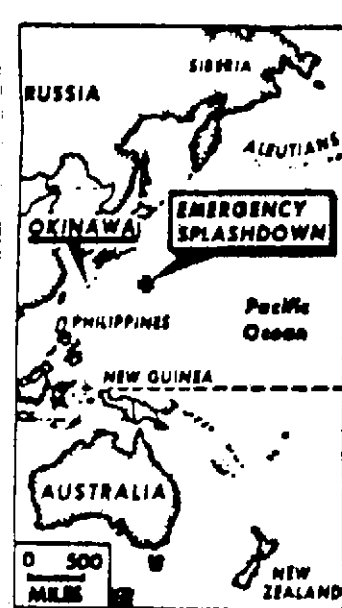 SIBERIA
RUSSIA
ALEUTIANS
OKINAWA
EMERGENCY
SPLASHDOWN
Pacific
Ocean
PHILIPPINES
NEW GUINEA
AUSTRALIA
0 500
MILES
NEW
ZEALAND